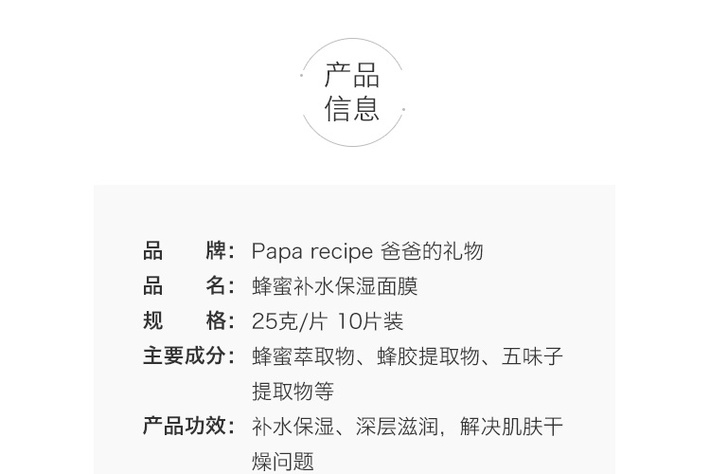 产品
信息
品 牌：Papa recipe 爸爸的礼物
品 名：蜂蜜补水保湿面膜
规 格：25克/片 10片装
主要成分：蜂蜜萃取物、蜂胶提取物、五味子
提取物等
产品功效：补水保湿、深层滋润，解决肌肤干
燥问题